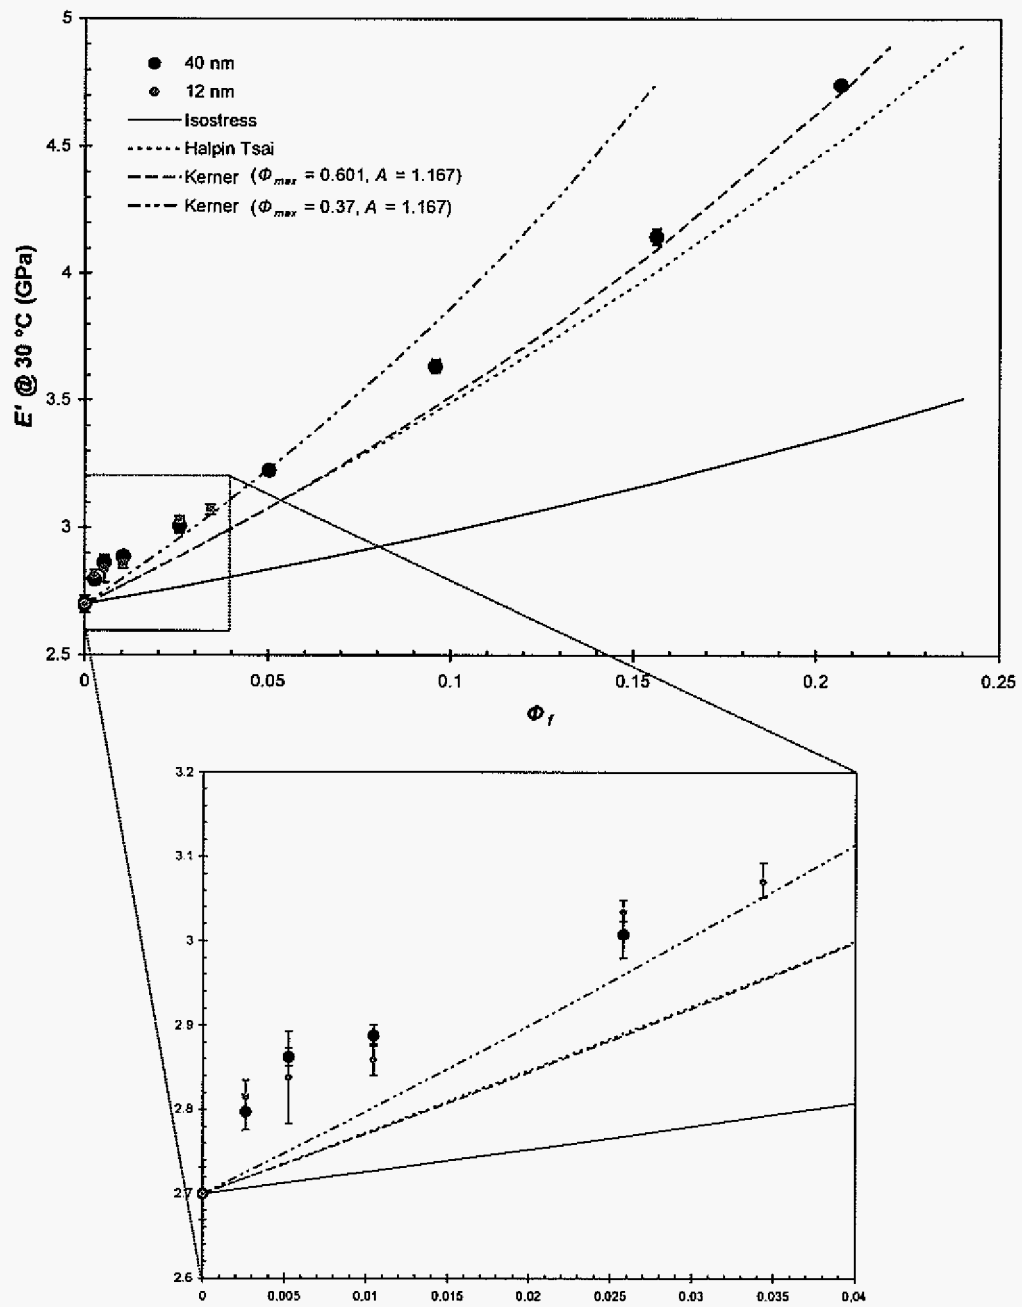 5
40 nm
12 nm
Isostress
Halpin Tsai
Kerner (Φmax = 0.601, A = 1.167)
Kerner (Φmax = 0.37, A = 1.167)
4.5
4
3.5
3
2.5
E' @ 30 °C (GPa)
0 0.05 0.1 0.15 0.2 0.25
Φf
3.2
3.1
3
2.9
2.8
2.7
2.6
0 0.005 0.01 0.015 0.02 0.025 0.03 0.035 0.04